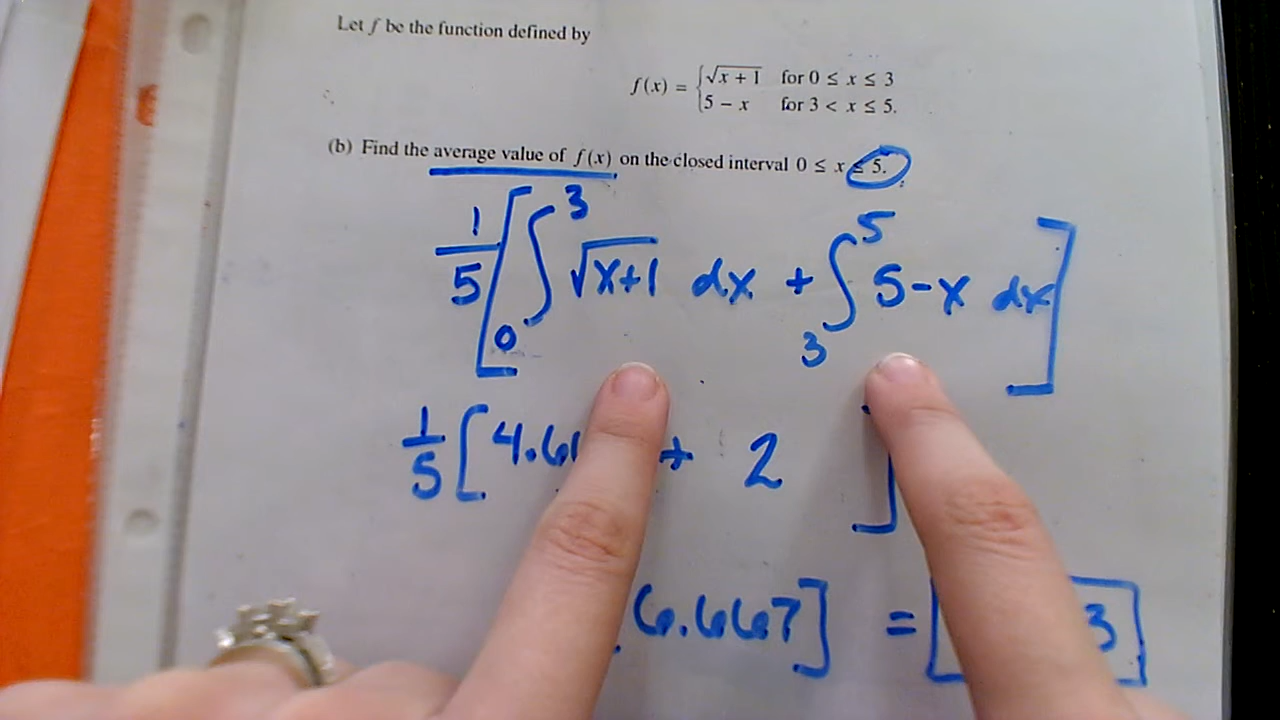 Let f be the function defined by
f(x) = { √x + 1 for 0 ≤ x ≤ 3
5 − x for 3 < x ≤ 5.
(b) Find the average value of f(x) on the closed interval 0 ≤ x ≤ 5.
1/5 [ ∫₀³ √x+1 dx + ∫₃⁵ 5-x dx ]
1/5 [ 4.6 + 2 ]
6.667 ] = 3